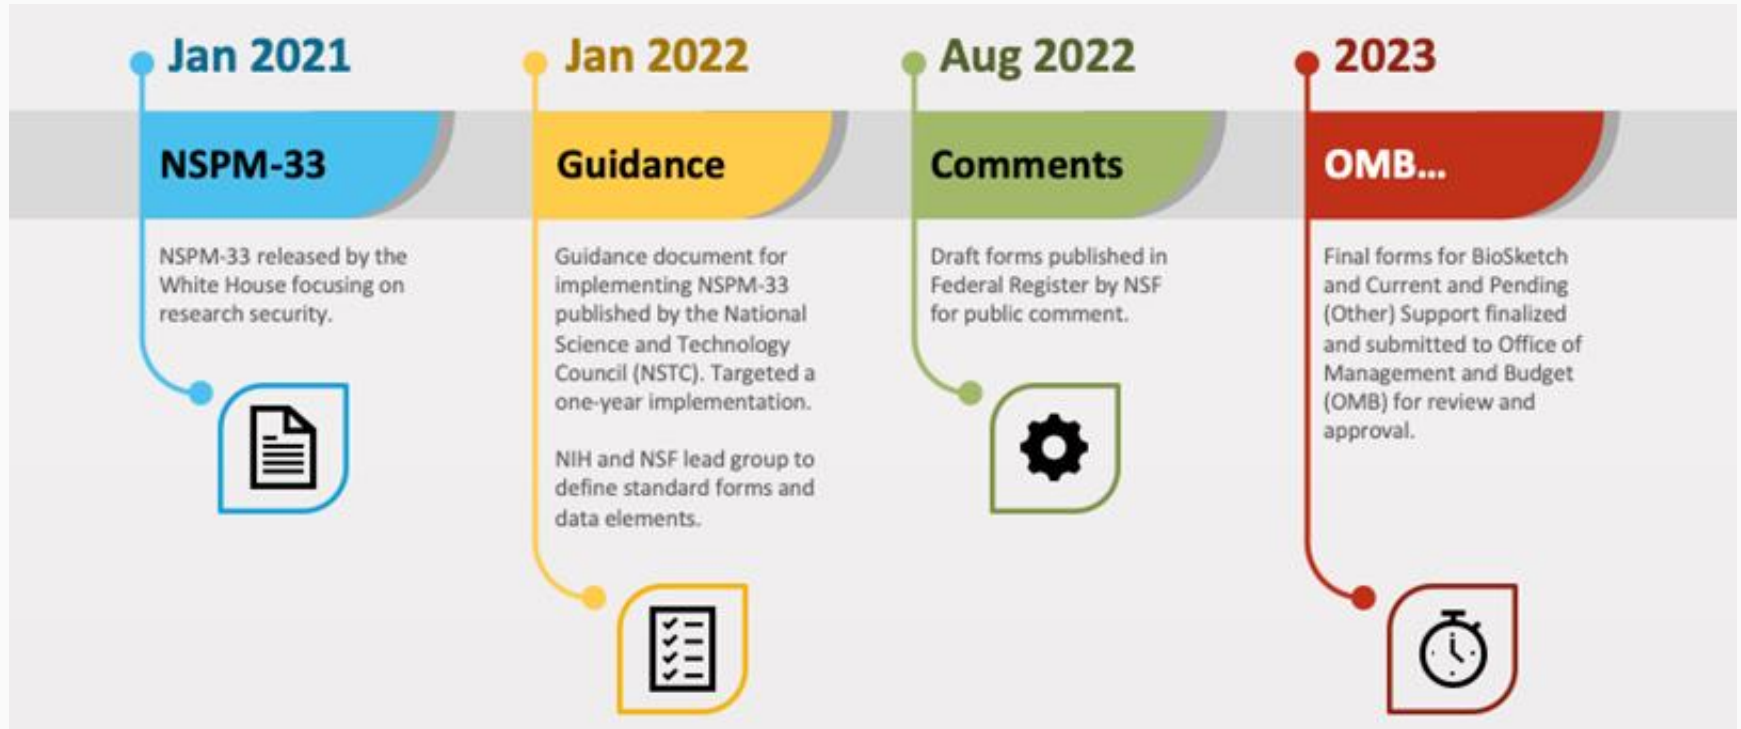 Jan 2021
NSPM-33
NSPM-33 released by the
White House focusing on
research security.
Jan 2022
Guidance
Guidance document for
implementing NSPM-33
published by the National
Science and Technology
Council (NSTC). Targeted a
one-year implementation.
NIH and NSF lead group to
define standard forms and
data elements.
Aug 2022
Comments
Draft forms published in
Federal Register by NSF
for public comment.
2023
OMB...
Final forms for BioSketch
and Current and Pending
(Other) Support finalized
and submitted to Office of
Management and Budget
(OMB) for review and
approval.